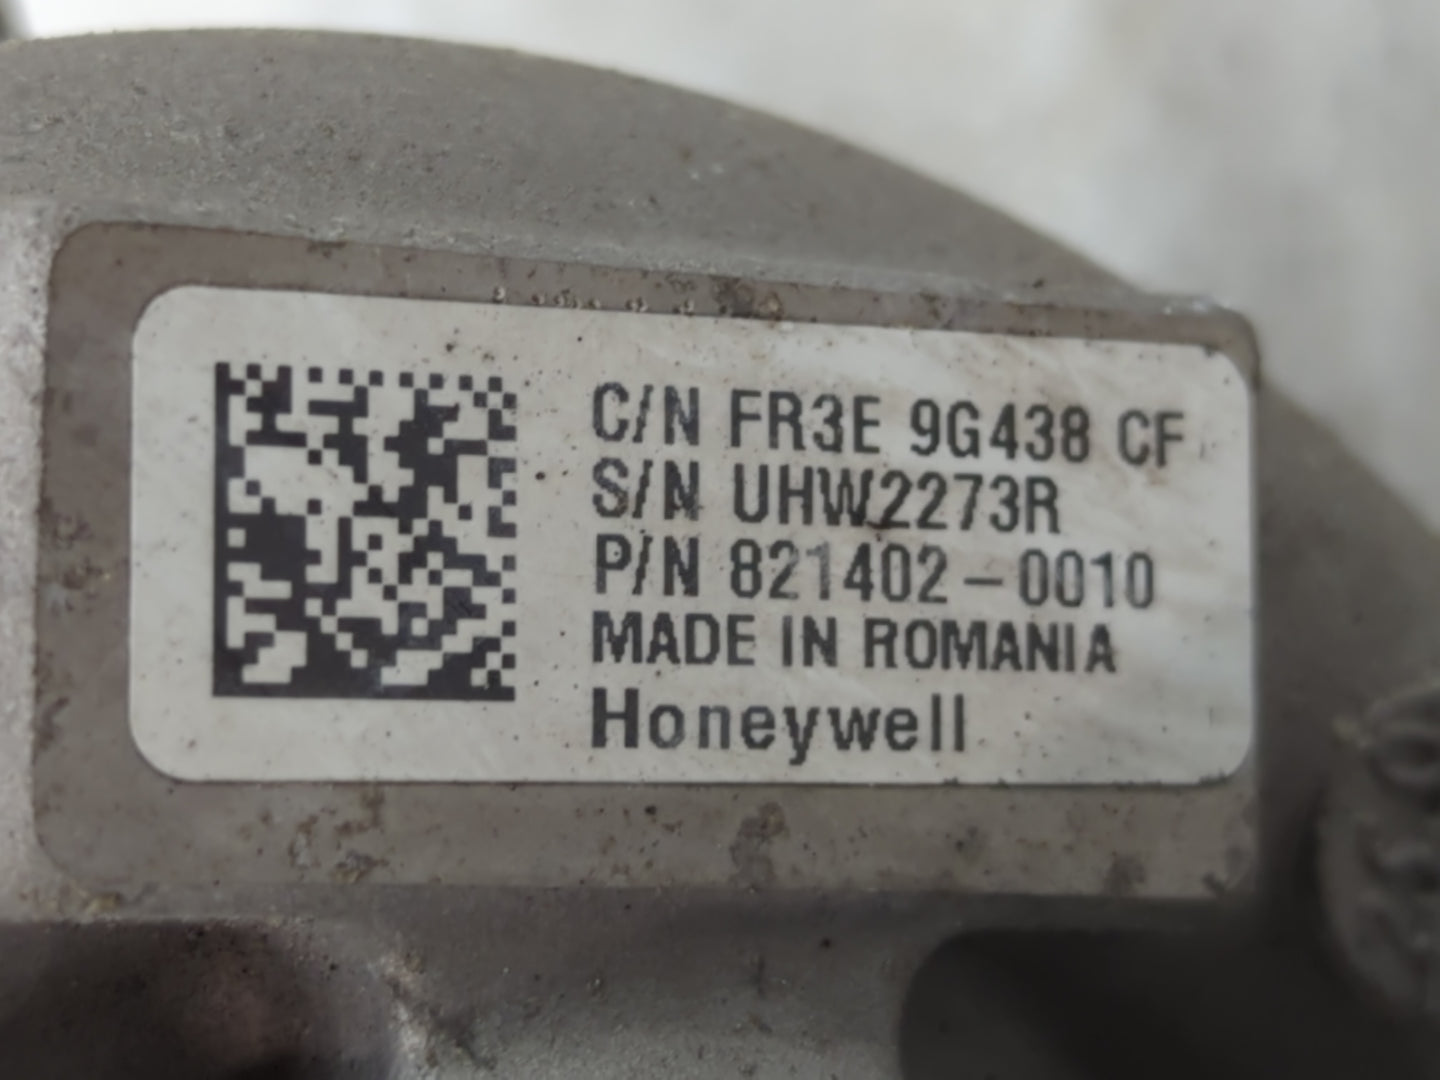 C/N FR3E 9G438 CF
S/N UHW2273R
P/N 821402-0010
MADE IN ROMANIA
Honeywell